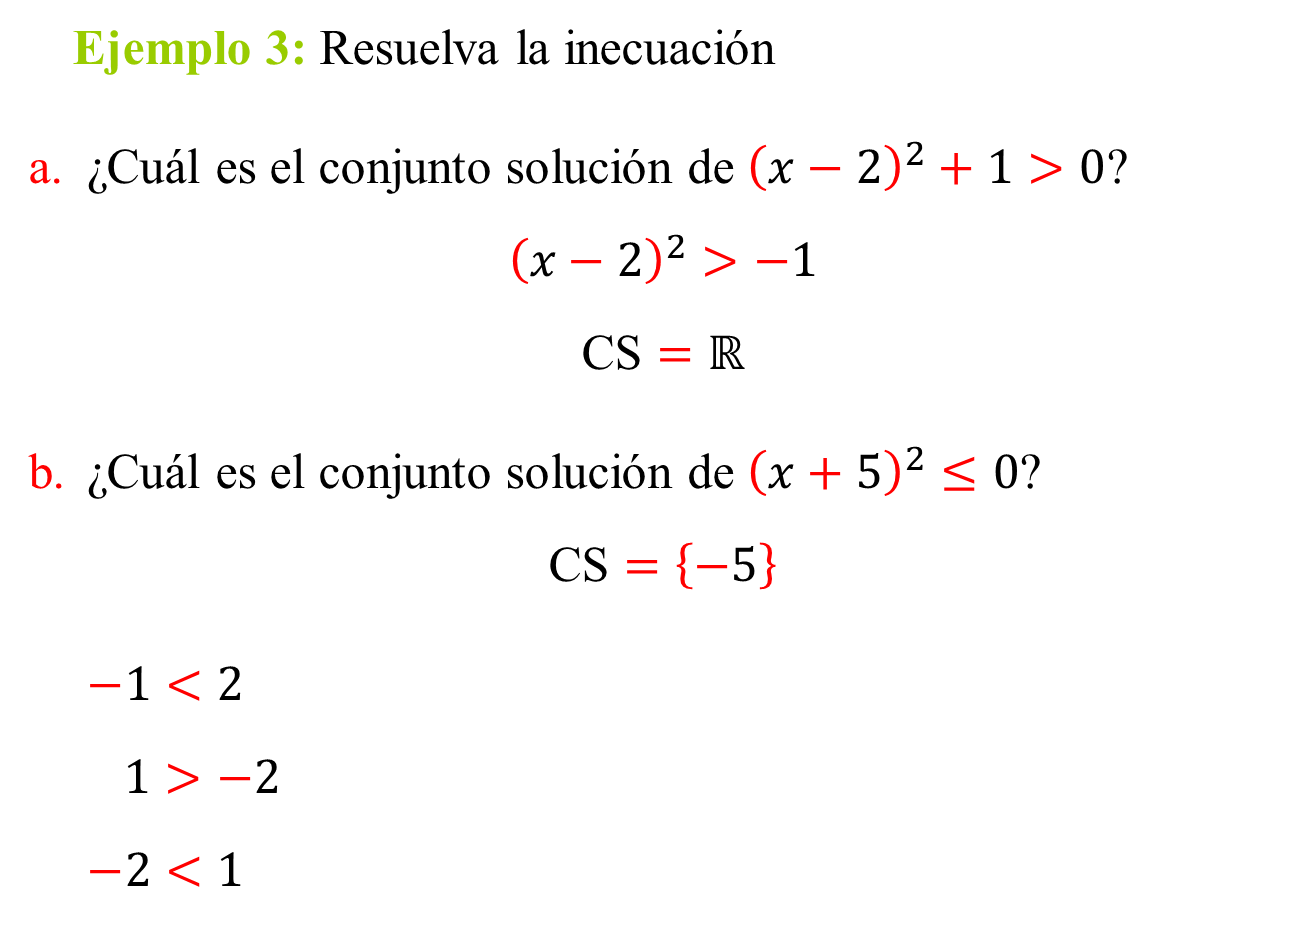 Ejemplo 3: Resuelva la inecuación
a. ¿Cuál es el conjunto solución de (x − 2)² + 1 > 0?
(x − 2)² > −1
CS = ℝ
b. ¿Cuál es el conjunto solución de (x + 5)² ≤ 0?
CS = {−5}
−1 < 2
1 > −2
−2 < 1